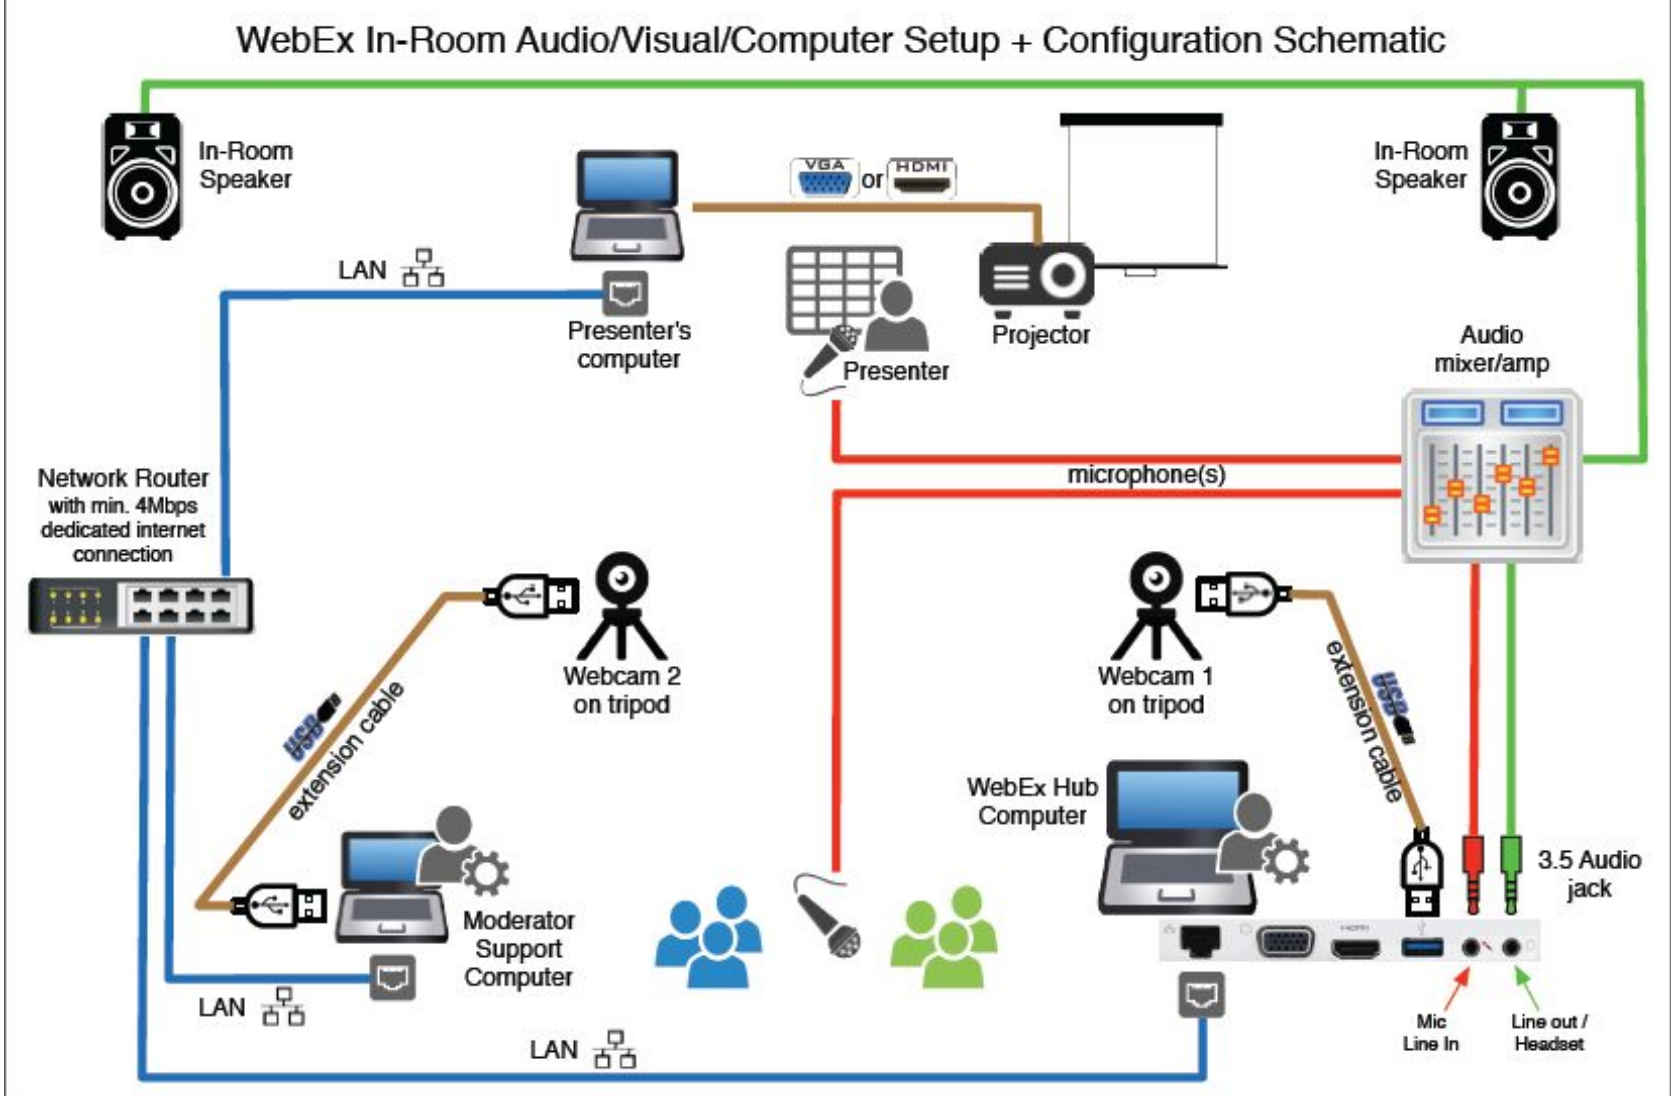 WebEx In-Room Audio/Visual/Computer Setup + Configuration Schematic
In-Room
Speaker
VGA
or
HDMI
In-Room
Speaker
LAN
Presenter's
computer
Presenter
Projector
Audio
mixer/amp
Network Router
with min. 4Mbps
dedicated internet
connection
microphone(s)
Webcam 2
on tripod
Webcam 1
on tripod
USB
extension cable
USB
extension cable
WebEx Hub
Computer
3.5 Audio
jack
Moderator
Support
Computer
HDMI
LAN
LAN
Mic
Line In
Line out /
Headset